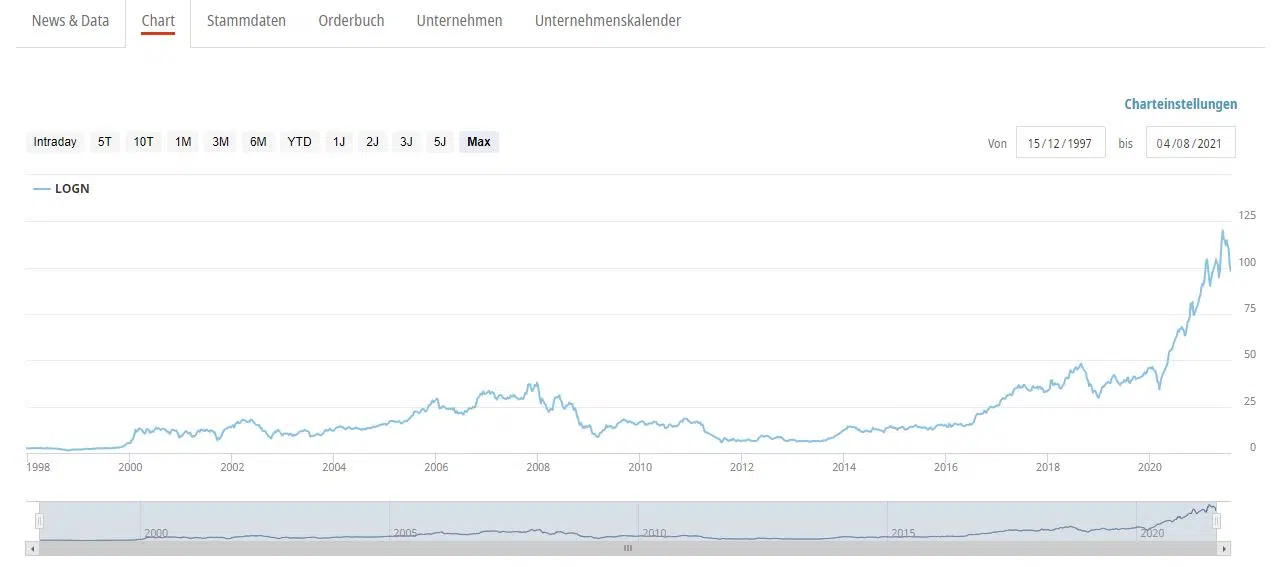 News & Data Chart Stammdaten Orderbuch Unternehmen Unternehmenskalender
Charteinstellungen
Intraday 5T 10T 1M 3M 6M YTD 1J 2J 3J 5J Max Von 15/12/1997 bis 04/08/2021
LOGN
125
100
75
50
25
0
1998 2000 2002 2004 2006 2008 2010 2012 2014 2016 2018 2020
2000 2005 2010 2015 2020